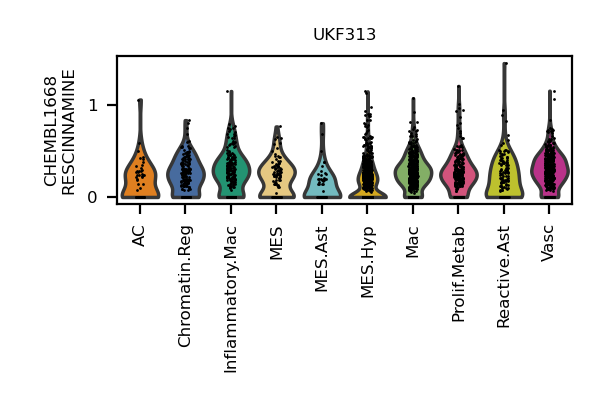 UKF313
CHEMBL1668
RESCINNAMINE
1
0
AC
Chromatin.Reg
Inflammatory.Mac
MES
MES.Ast
MES.Hyp
Mac
Prolif.Metab
Reactive.Ast
Vasc